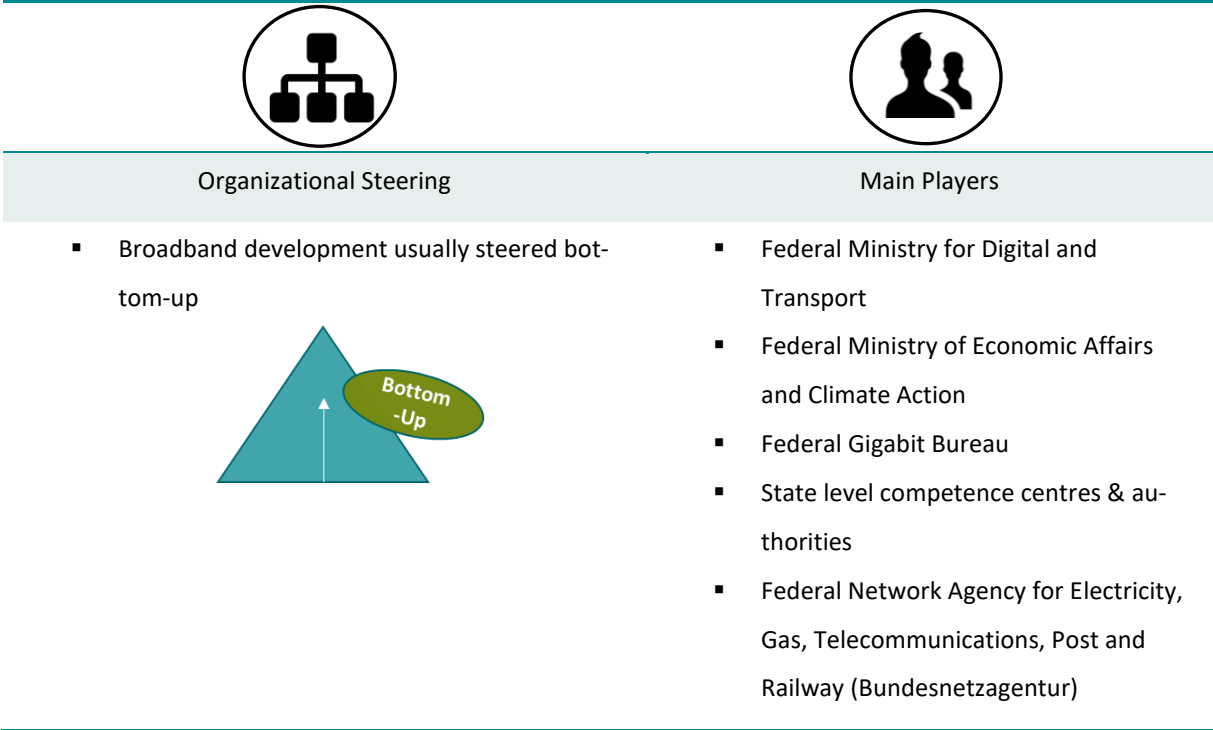 Organizational Steering
Main Players
▪ Broadband development usually steered bot-
tom-up
Bottom
-Up
▪ Federal Ministry for Digital and
Transport
▪ Federal Ministry of Economic Affairs
and Climate Action
▪ Federal Gigabit Bureau
▪ State level competence centres & au-
thorities
▪ Federal Network Agency for Electricity,
Gas, Telecommunications, Post and
Railway (Bundesnetzagentur)